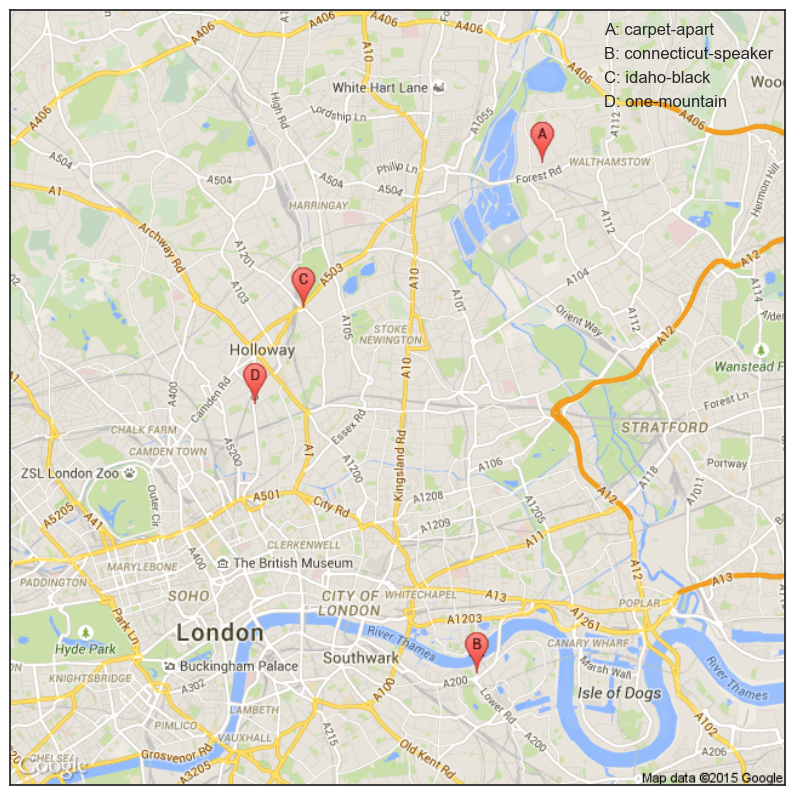 A: carpet-apart
B: connecticut-speaker
C: idaho-black
D: one-mountain
A406
A10
A406
A406
White Hart Lane
Woo
High Rd
Lordship Ln
A1055
A406
A112
A406
A504
Philip Ln
A
WALTHAMSTOW
A504
A504
A504
Forest Rd
Hermon Hill
A1
HARRINGAY
A112
Archway Rd
A1201
A12
02
C
A503
A10
A104
A103
A107
A114
A105
Orient Way
A112
Alder
STOKE
NEWINGTON
A12
Holloway
A10
Wanstead F
D
A400
Camden Rd
Forest Ln
41
CHALK FARM
Essex Rd
STRATFORD
CAMDEN TOWN
A5200
A1
Kingsland Rd
A106
Portway
ZSL London Zoo
A1200
A118
A1011
Outer Cir
A501
City Rd
A1208
A12
A5205
A41
A1209
A1205
A11
CLERKENWELL
A400
The British Museum
A12
MARYLEBONE
PADDINGTON
A13
SOHO
CITY OF
LONDON
WHITECHAPEL
A13
POPLAR
Park Ln
A1203
A1261
London
River Thames
Hyde Park
B
CANARY WHARF
Southwark
Buckingham Palace
Marsh Wall
River Thames
KNIGHTSBRIDGE
A302
A100
A200
Lower Rd
Isle of Dogs
LAMBETH
PIMLICO
A215
A200
A102
VAUXHALL
Old Kent Rd
Grosvenor Rd
A206
CHELSEA
A3205
Google
Map data ©2015 Google